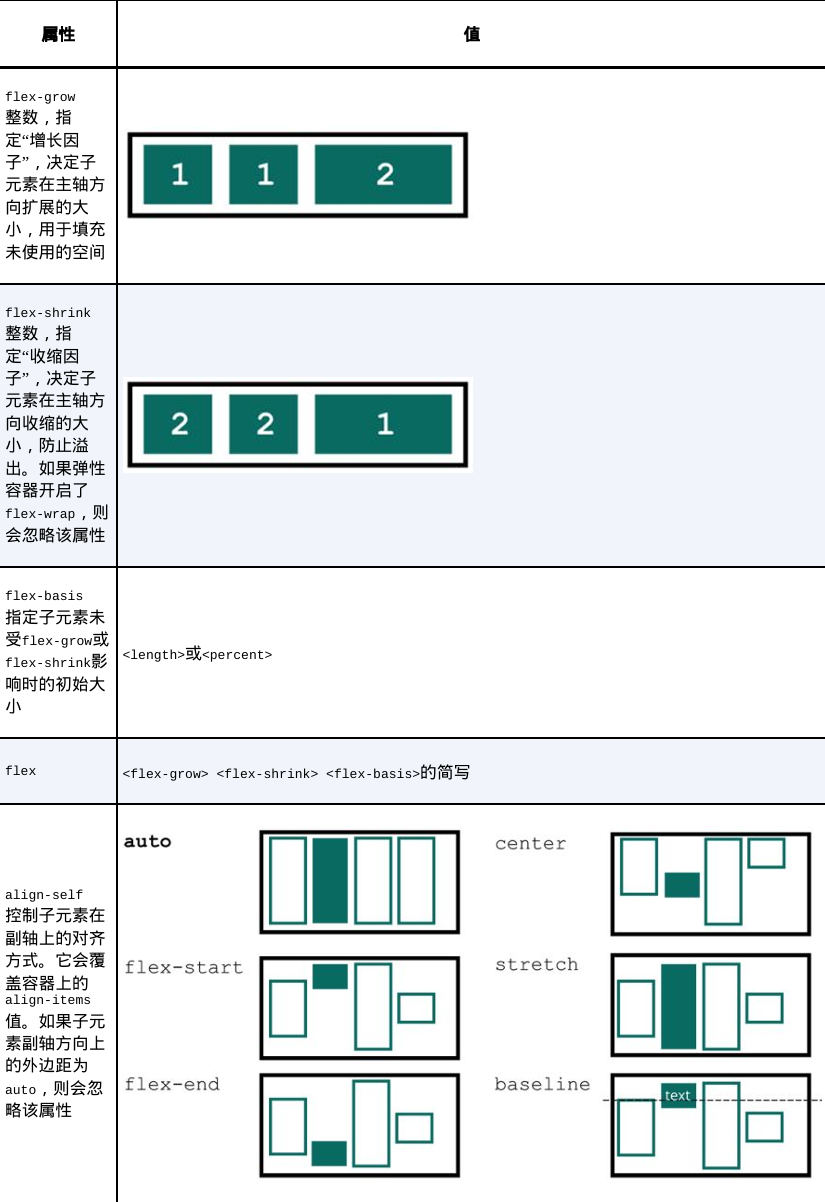 属性
值
flex-grow
整数，指
定“增长因
子”，决定子
元素在主轴方
向扩展的大
小，用于填充
未使用的空间
1 1 2
flex-shrink
整数，指
定“收缩因
子”，决定子
元素在主轴方
向收缩的大
小，防止溢
出。如果弹性
容器开启了
flex-wrap，则
会忽略该属性
2 2 1
flex-basis
指定子元素未
受flex-grow或
flex-shrink影
响时的初始大
小
<length>或<percent>
flex
<flex-grow> <flex-shrink> <flex-basis>的简写
align-self
控制子元素在
副轴上的对齐
方式。它会覆
盖容器上的
align-items
值。如果子元
素副轴方向上
的外边距为
auto，则会忽
略该属性
auto
center
flex-start
stretch
flex-end
baseline
text